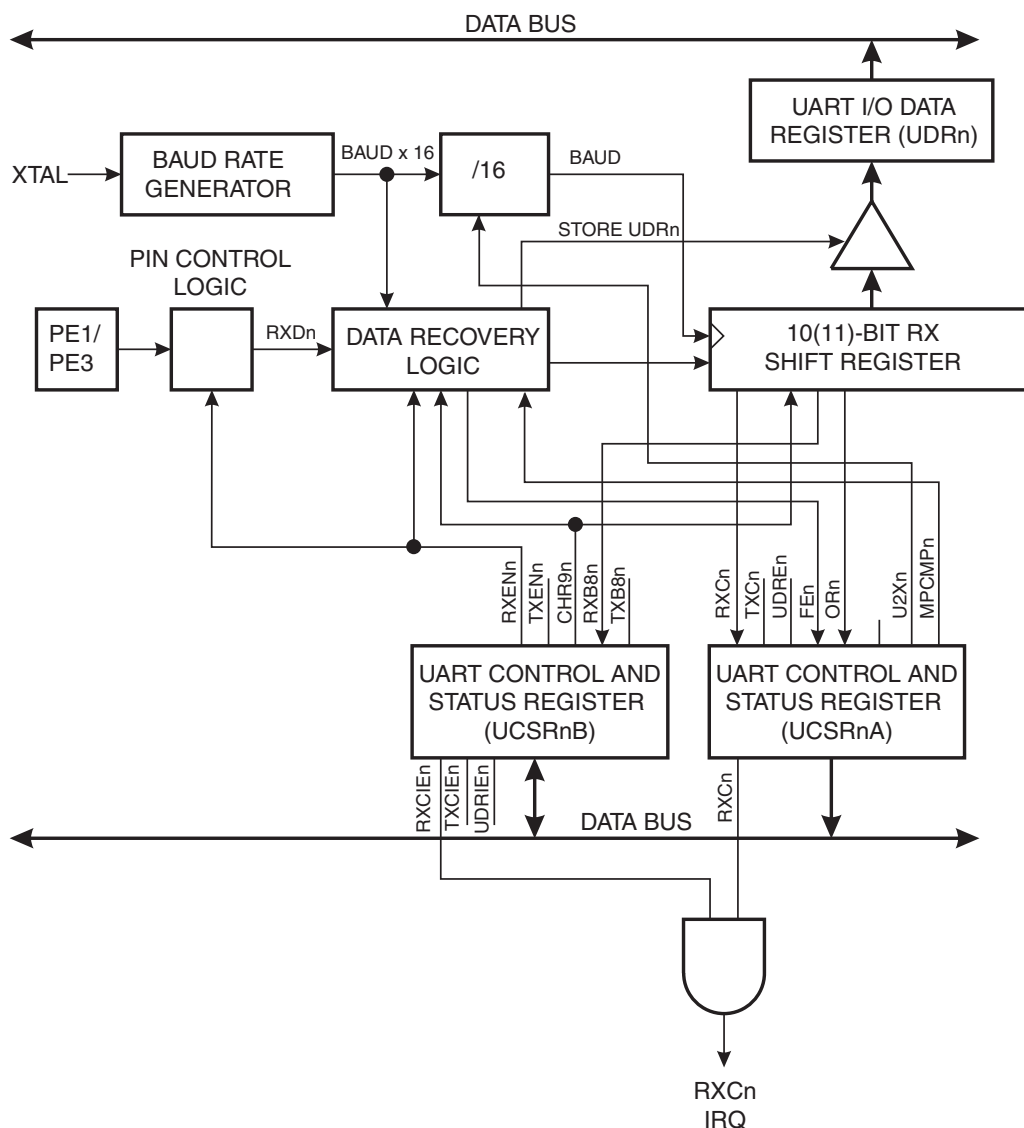 DATA BUS
UART I/O DATA
REGISTER (UDRn)
XTAL
BAUD RATE
GENERATOR
BAUD x 16
/16
BAUD
STORE UDRn
PIN CONTROL
LOGIC
PE1/
PE3
RXDn
DATA RECOVERY
LOGIC
10(11)-BIT RX
SHIFT REGISTER
RXENn
TXENn
CHR9n
RXB8n
TXB8n
RXCn
TXCn
UDREn
FEn
ORn
U2Xn
MPCMPn
UART CONTROL AND
STATUS REGISTER
(UCSRnB)
UART CONTROL AND
STATUS REGISTER
(UCSRnA)
RXCIEn
TXCIEn
UDRIEn
RXCn
DATA BUS
RXCn
IRQ